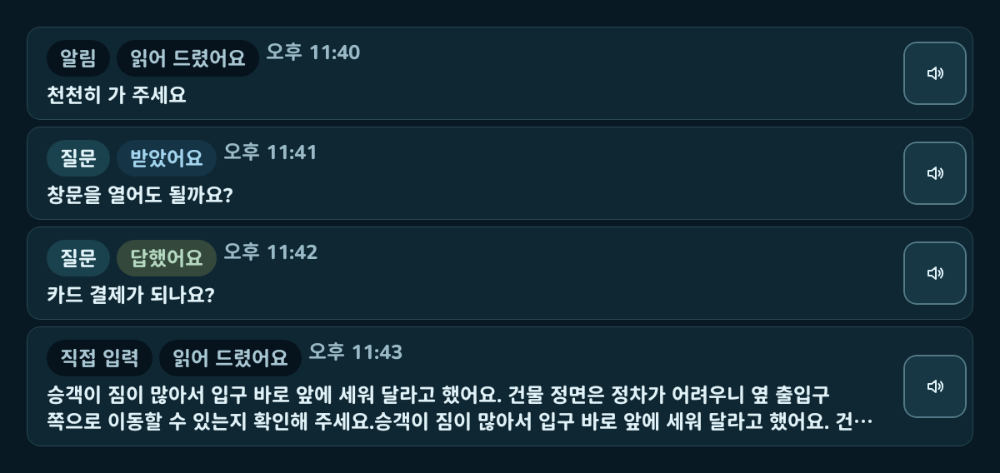 알림 읽어 드렸어요 오후 11:40
천천히 가 주세요
질문 받았어요 오후 11:41
창문을 열어도 될까요?
질문 답했어요 오후 11:42
카드 결제가 되나요?
직접 입력 읽어 드렸어요 오후 11:43
승객이 짐이 많아서 입구 바로 앞에 세워 달라고 했어요. 건물 정면은 정차가 어려우니 옆 출입구
쪽으로 이동할 수 있는지 확인해 주세요.승객이 짐이 많아서 입구 바로 앞에 세워 달라고 했어요. 건…